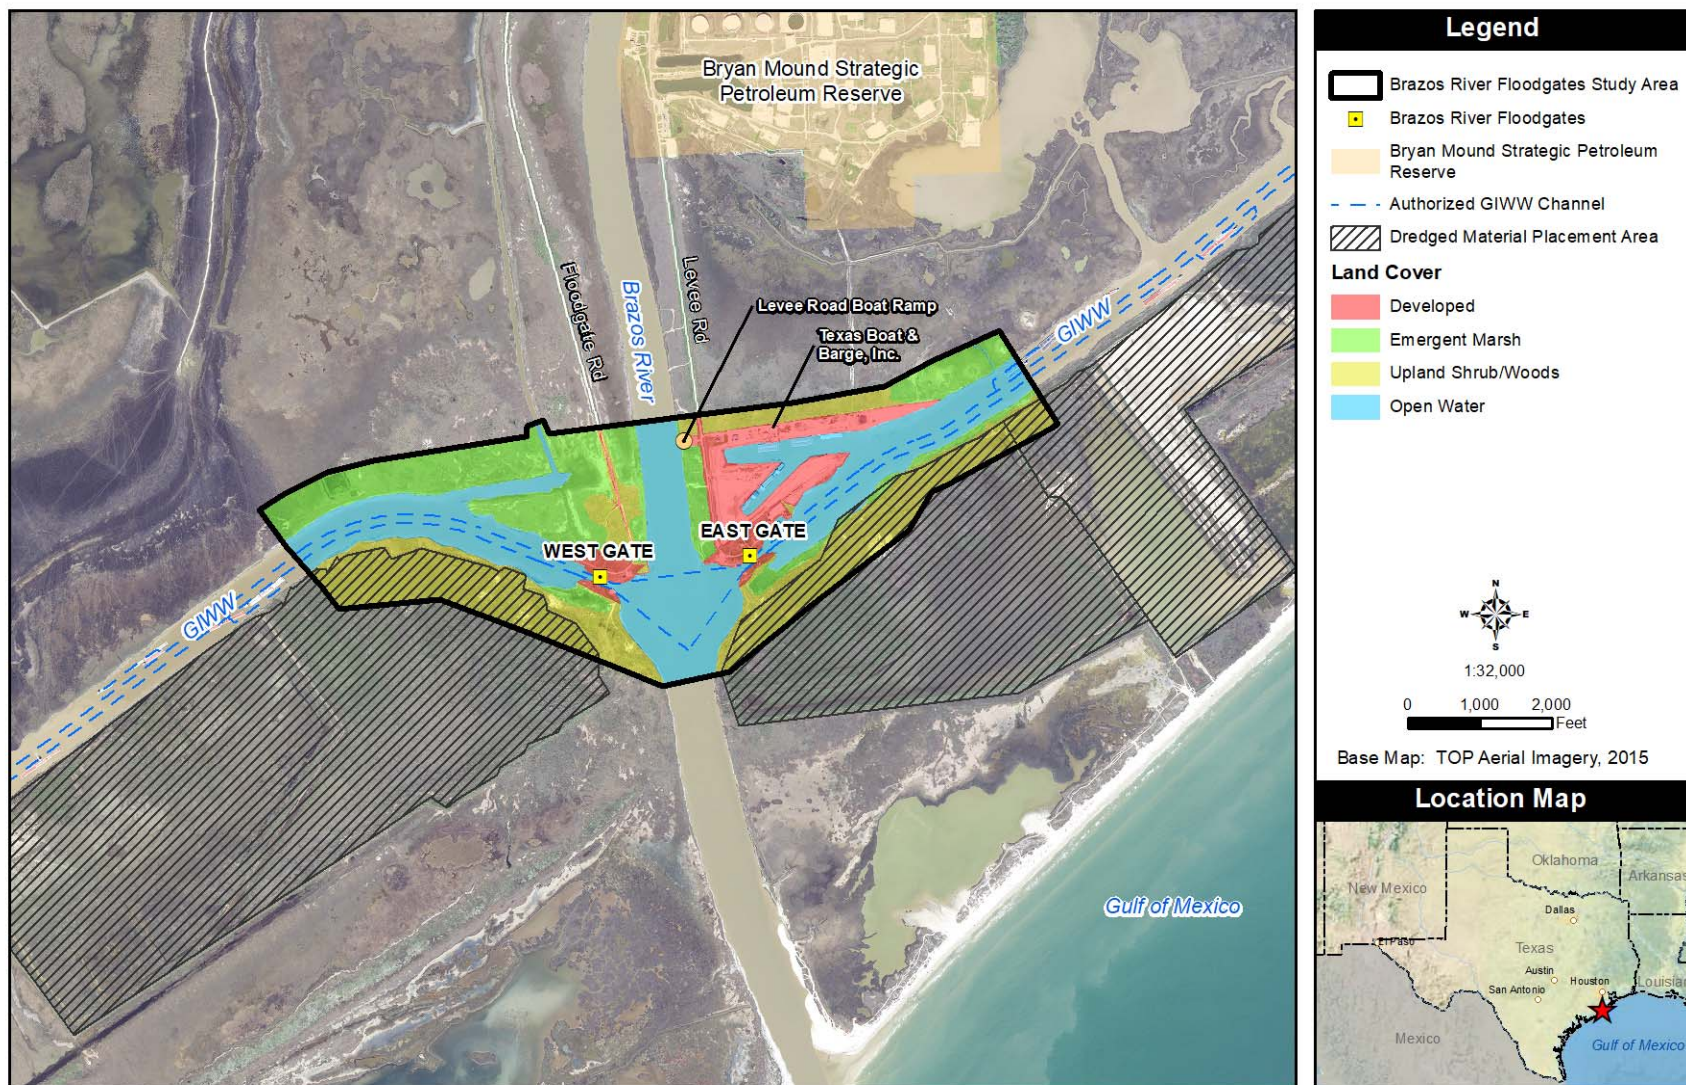 Bryan Mound Strategic
Petroleum Reserve
Floodgate Rd
Brazos River
Levee Rd
Levee Road Boat Ramp
Texas Boat &
Barge, Inc.
GIWW
WEST GATE
EAST GATE
GIWW
Gulf of Mexico
Legend
Brazos River Floodgates Study Area
Brazos River Floodgates
Bryan Mound Strategic Petroleum
Reserve
Authorized GIWW Channel
Dredged Material Placement Area
Land Cover
Developed
Emergent Marsh
Upland Shrub/Woods
Open Water
N
W E
S
1:32,000
0 1,000 2,000
Feet
Base Map: TOP Aerial Imagery, 2015
Location Map
Oklahoma
Arkansas
New Mexico
Dallas
El Paso
Texas
Austin
Houston
San Antonio
Louisian
Mexico
Gulf of Mexico